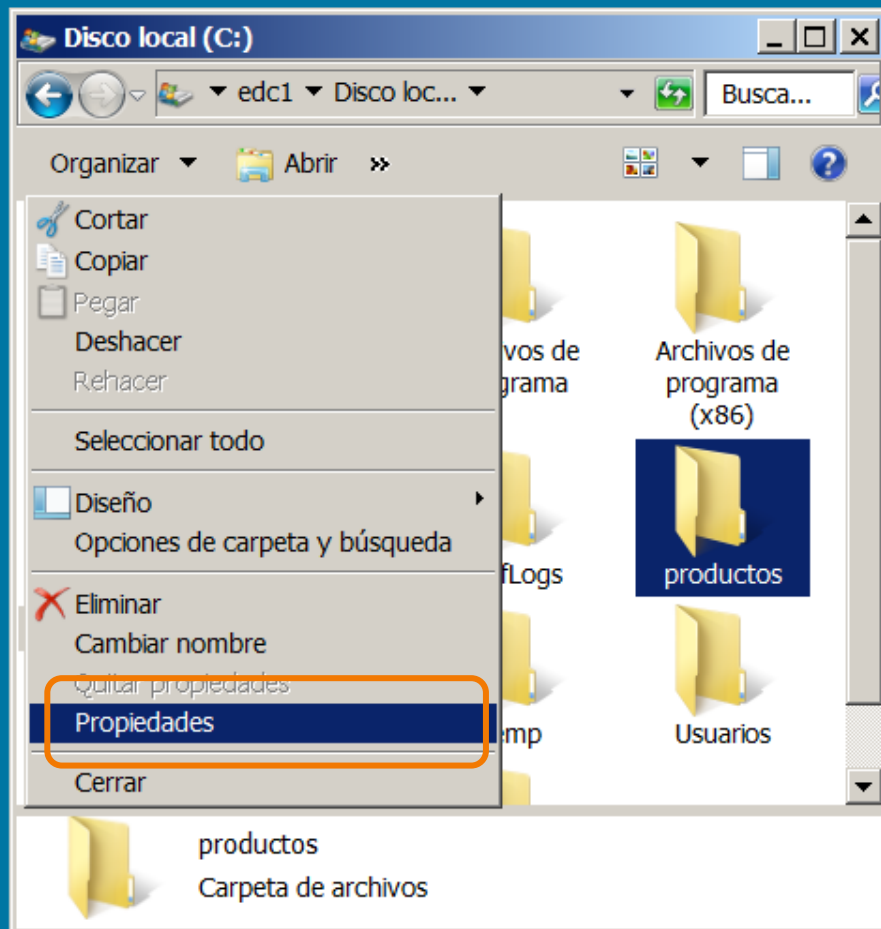 Disco local (C:)
edc1 Disco loc... Busca...
Organizar Abrir »
Cortar
Copiar
Pegar
Deshacer
Rehacer
Seleccionar todo
Diseño
Opciones de carpeta y búsqueda
Eliminar
Cambiar nombre
Quitar propiedades
Propiedades
Cerrar
vos de
grama
Archivos de
programa
(x86)
fLogs
productos
emp
Usuarios
productos
Carpeta de archivos